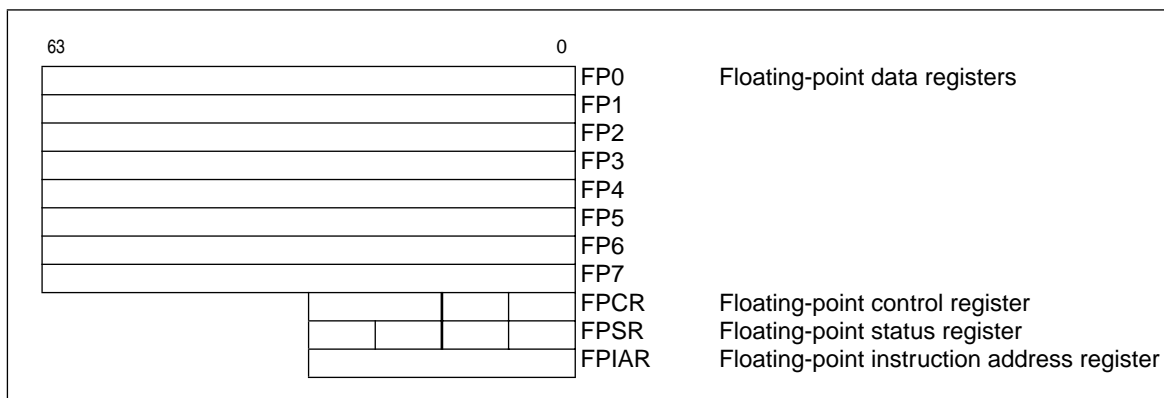 63 0
FP0 Floating-point data registers
FP1
FP2
FP3
FP4
FP5
FP6
FP7
FPCR Floating-point control register
FPSR Floating-point status register
FPIAR Floating-point instruction address register